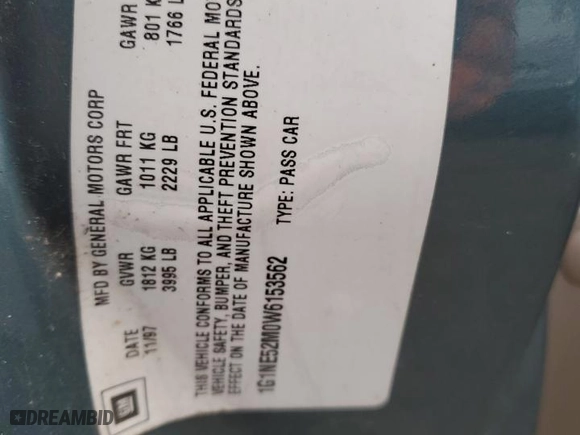 MFD BY GENERAL MOTORS CORP
DATE GVWR GAWR FRT GAWR
11/97 1812 KG 1011 KG 801 KG
3995 LB 2229 LB 1766 L
THIS VEHICLE CONFORMS TO ALL APPLICABLE U.S. FEDERAL MO
VEHICLE SAFETY, BUMPER, AND THEFT PREVENTION STANDARDS
EFFECT ON THE DATE OF MANUFACTURE SHOWN ABOVE.
1G1NE52M0W6153562 TYPE: PASS CAR
GM
DREAMBID